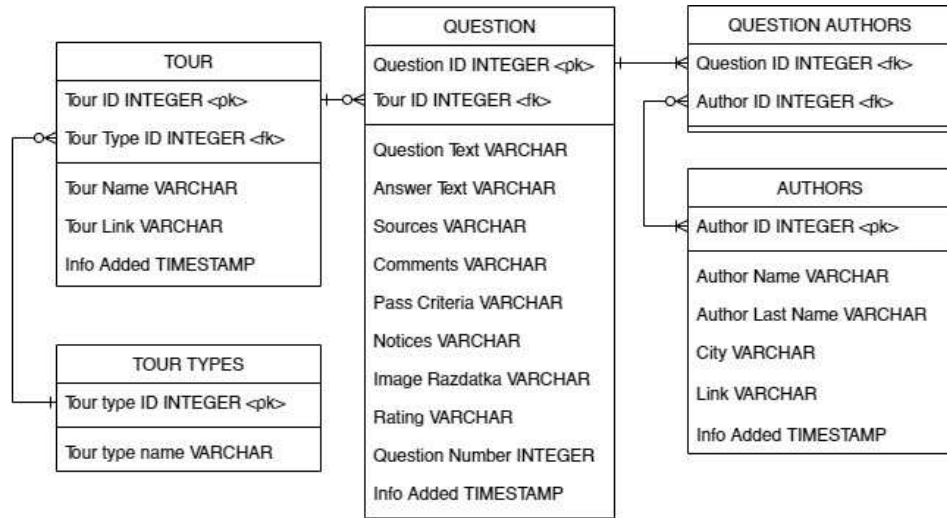 TOUR
Tour ID INTEGER <pk>
Tour Type ID INTEGER <fk>
Tour Name VARCHAR
Tour Link VARCHAR
Info Added TIMESTAMP
TOUR TYPES
Tour type ID INTEGER <pk>
Tour type name VARCHAR
QUESTION
Question ID INTEGER <pk>
Tour ID INTEGER <fk>
Question Text VARCHAR
Answer Text VARCHAR
Sources VARCHAR
Comments VARCHAR
Pass Criteria VARCHAR
Notices VARCHAR
Image Razdatka VARCHAR
Rating VARCHAR
Question Number INTEGER
Info Added TIMESTAMP
QUESTION AUTHORS
Question ID INTEGER <fk>
Author ID INTEGER <fk>
AUTHORS
Author ID INTEGER <pk>
Author Name VARCHAR
Author Last Name VARCHAR
City VARCHAR
Link VARCHAR
Info Added TIMESTAMP